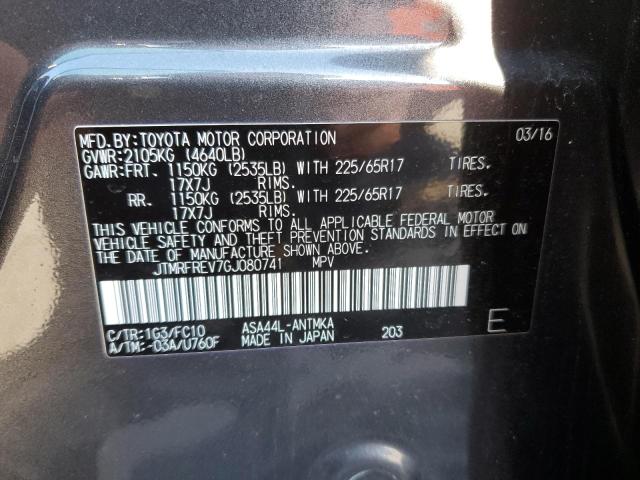 MFD.BY:TOYOTA MOTOR CORPORATION 03/16
GVWR:2105KG (4640LB)
GAWR:FRT. 1150KG (2535LB) WITH 225/65R17 TIRES.
17X7J RIMS.
RR. 1150KG (2535LB) WITH 225/65R17 TIRES.
17X7J RIMS.
THIS VEHICLE CONFORMS TO ALL APPLICABLE FEDERAL MOTOR
VEHICLE SAFETY AND THEFT PREVENTION STANDARDS IN EFFECT ON
THE DATE OF MANUFACTURE SHOWN ABOVE.
JTMRFREV7GJ080741 MPV
C/TR:1G3/FC10 ASA44L-ANTMKA
A/TM:-03A/U760F MADE IN JAPAN 203 E